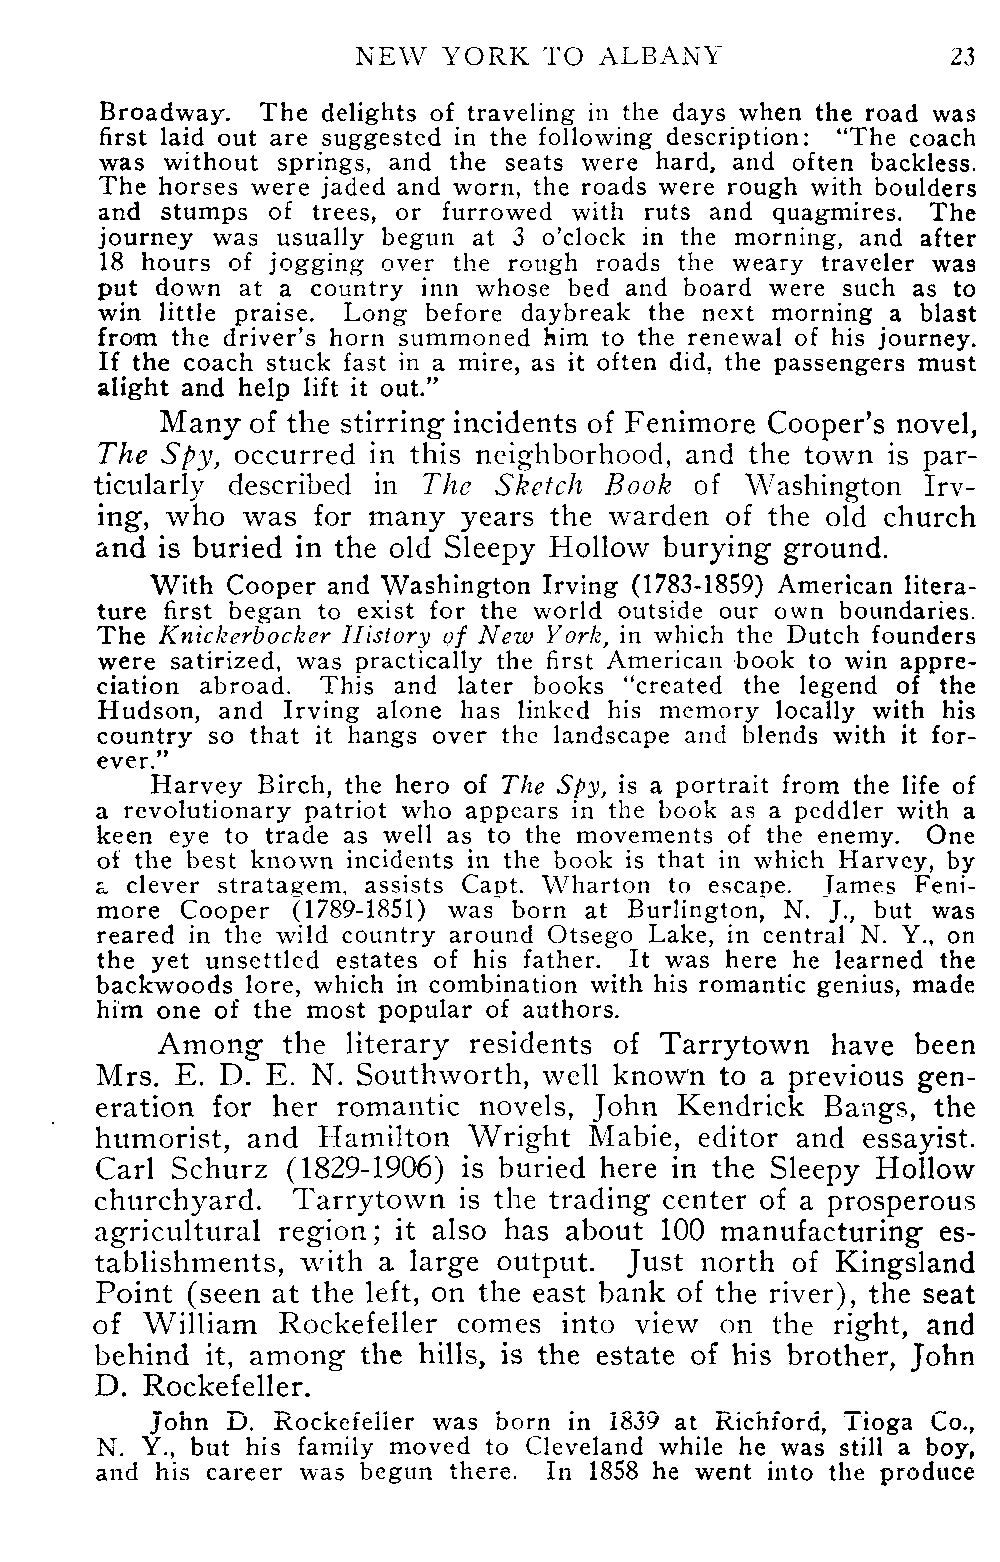 NEW YORK TO ALBANY 23
Broadway. The delights of traveling in the days when the road was
first laid out are suggested in the following description: “The coach
was without springs, and the seats were hard, and often backless.
The horses were jaded and worn, the roads were rough with boulders
and stumps of trees, or furrowed with ruts and quagmires. The
journey was usually begun at 3 o’clock in the morning, and after
18 hours of jogging over the rough roads the weary traveler was
put down at a country inn whose bed and board were such as to
win little praise. Long before daybreak the next morning a blast
from the driver’s horn summoned him to the renewal of his journey.
If the coach stuck fast in a mire, as it often did, the passengers must
alight and help lift it out.”
Many of the stirring incidents of Fenimore Cooper’s novel,
The Spy, occurred in this neighborhood, and the town is par-
ticularly described in The Sketch Book of Washington Irv-
ing, who was for many years the warden of the old church
and is buried in the old Sleepy Hollow burying ground.
With Cooper and Washington Irving (1783-1859) American litera-
ture first began to exist for the world outside our own boundaries.
The Knickerbocker History of New York, in which the Dutch founders
were satirized, was practically the first American book to win appre-
ciation abroad. This and later books “created the legend of the
Hudson, and Irving alone has linked his memory locally with his
country so that it hangs over the landscape and blends with it for-
ever.”
Harvey Birch, the hero of The Spy, is a portrait from the life of
a revolutionary patriot who appears in the book as a peddler with a
keen eye to trade as well as to the movements of the enemy. One
of the best known incidents in the book is that in which Harvey, by
a clever stratagem, assists Capt. Wharton to escape. James Feni-
more Cooper (1789-1851) was born at Burlington, N. J., but was
reared in the wild country around Otsego Lake, in central N. Y., on
the yet unsettled estates of his father. It was here he learned the
backwoods lore, which in combination with his romantic genius, made
him one of the most popular of authors.
Among the literary residents of Tarrytown have been
Mrs. E. D. E. N. Southworth, well known to a previous gen-
eration for her romantic novels, John Kendrick Bangs, the
humorist, and Hamilton Wright Mabie, editor and essayist.
Carl Schurz (1829-1906) is buried here in the Sleepy Hollow
churchyard. Tarrytown is the trading center of a prosperous
agricultural region; it also has about 100 manufacturing es-
tablishments, with a large output. Just north of Kingsland
Point (seen at the left, on the east bank of the river), the seat
of William Rockefeller comes into view on the right, and
behind it, among the hills, is the estate of his brother, John
D. Rockefeller.
John D. Rockefeller was born in 1839 at Richford, Tioga Co.,
N. Y., but his family moved to Cleveland while he was still a boy,
and his career was begun there. In 1858 he went into the produce